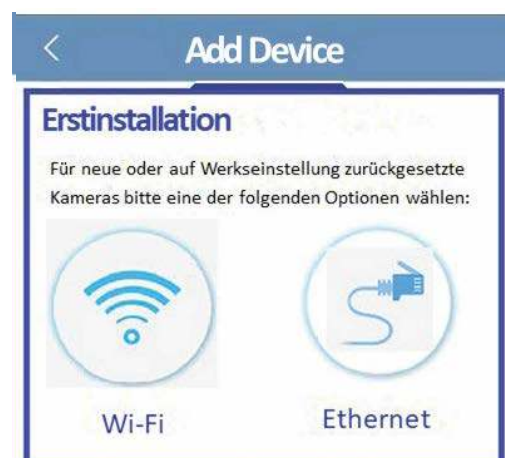 Add Device
Erstinstallation
Für neue oder auf Werkseinstellung zurückgesetzte
Kameras bitte eine der folgenden Optionen wählen:
Wi-Fi
Ethernet